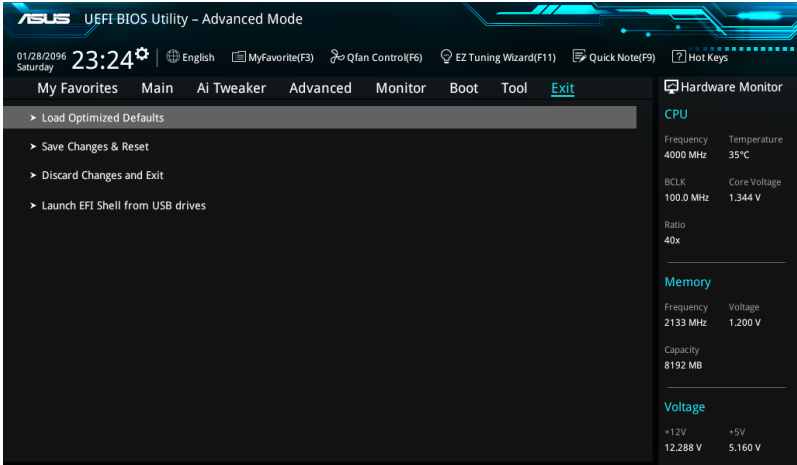 ASUS UEFI BIOS Utility – Advanced Mode
01/28/2096
Saturday
23:24
English
MyFavorite(F3)
Qfan Control(F6)
EZ Tuning Wizard(F11)
Quick Note(F9)
? Hot Keys
My Favorites Main Ai Tweaker Advanced Monitor Boot Tool Exit
Hardware Monitor
➤ Load Optimized Defaults
➤ Save Changes & Reset
➤ Discard Changes and Exit
➤ Launch EFI Shell from USB drives
CPU
Frequency Temperature
4000 MHz 35°C
BCLK Core Voltage
100.0 MHz 1.344 V
Ratio
40x
Memory
Frequency Voltage
2133 MHz 1.200 V
Capacity
8192 MB
Voltage
+12V +5V
12.288 V 5.160 V